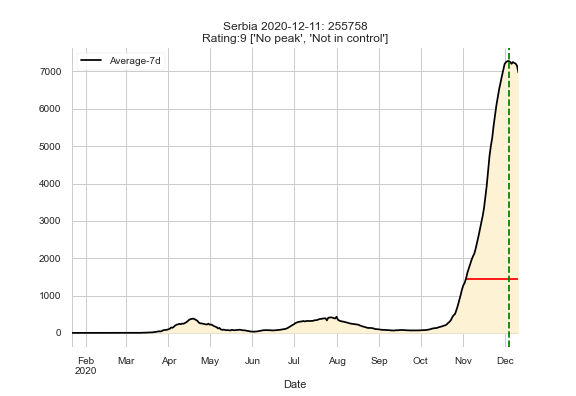 Serbia 2020-12-11: 255758
Rating:9 ['No peak', 'Not in control']
Average-7d
7000
6000
5000
4000
3000
2000
1000
0
Feb Mar Apr May Jun Jul Aug Sep Oct Nov Dec
2020
Date